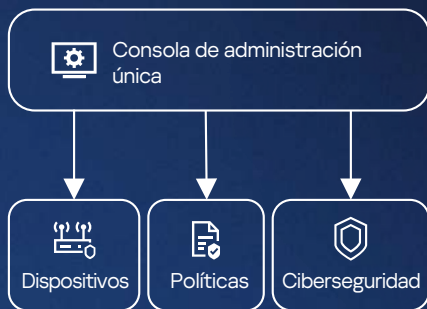 Consola de administración
única
Dispositivos
Políticas
Ciberseguridad